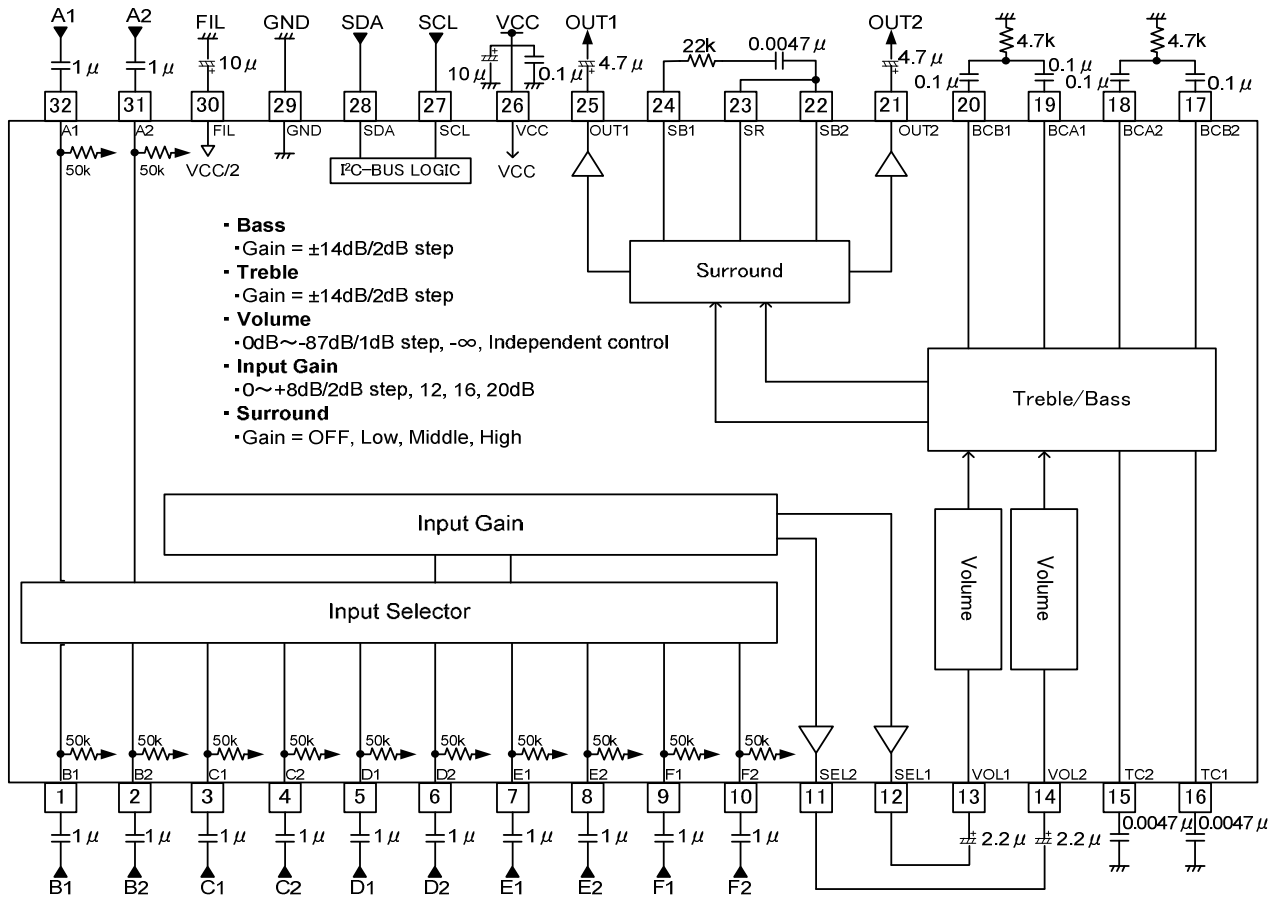 A1 A2 FIL GND SDA SCL VCC OUT1 OUT2
22k 0.0047μ 4.7k 4.7k
1μ 1μ 10μ 10μ 0.1μ 4.7μ 4.7μ 0.1μ 0.1μ 0.1μ 0.1μ
32 31 30 29 28 27 26 25 24 23 22 21 20 19 18 17
A1 A2 FIL GND SDA SCL VCC OUT1 SB1 SR SB2 OUT2 BCB1 BCA1 BCA2 BCB2
50k 50k VCC/2 I²C-BUS LOGIC VCC
・Bass
・Gain = ±14dB/2dB step
・Treble
・Gain = ±14dB/2dB step
・Volume
・0dB～-87dB/1dB step, -∞, Independent control
・Input Gain
・0～+8dB/2dB step, 12, 16, 20dB
・Surround
・Gain = OFF, Low, Middle, High
Surround
Treble/Bass
Input Gain
Volume Volume
Input Selector
50k 50k 50k 50k 50k 50k 50k 50k 50k 50k
B1 B2 C1 C2 D1 D2 E1 E2 F1 F2 SEL2 SEL1 VOL1 VOL2 TC2 TC1
1 2 3 4 5 6 7 8 9 10 11 12 13 14 15 16
1μ 1μ 1μ 1μ 1μ 1μ 1μ 1μ 1μ 1μ 2.2μ 2.2μ 0.0047μ 0.0047μ
B1 B2 C1 C2 D1 D2 E1 E2 F1 F2